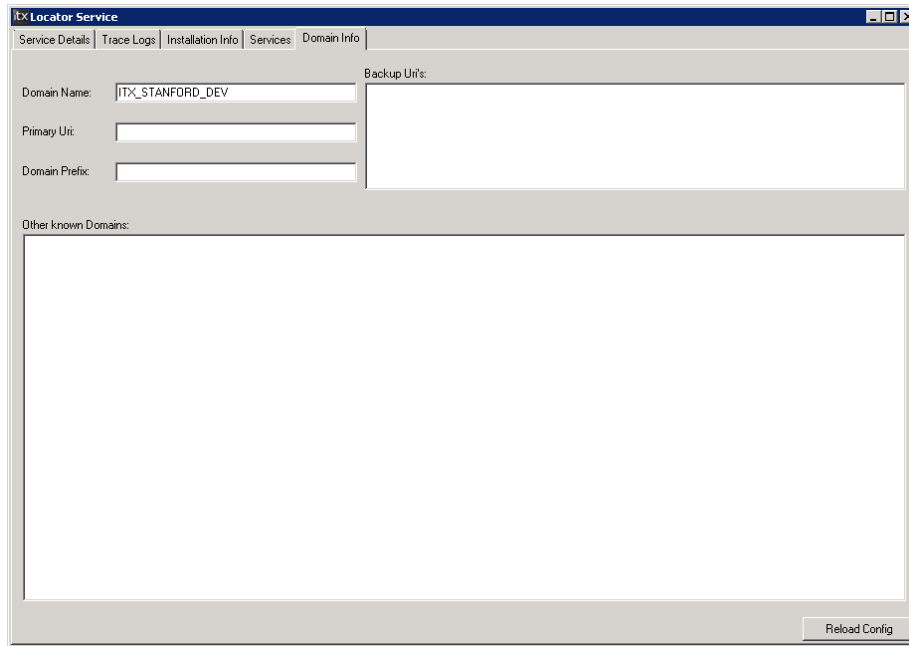 itx Locator Service
Service Details Trace Logs Installation Info Services Domain Info
Backup Uri's:
Domain Name: ITX_STANFORD_DEV
Primary Uri:
Domain Prefix:
Other known Domains:
Reload Config